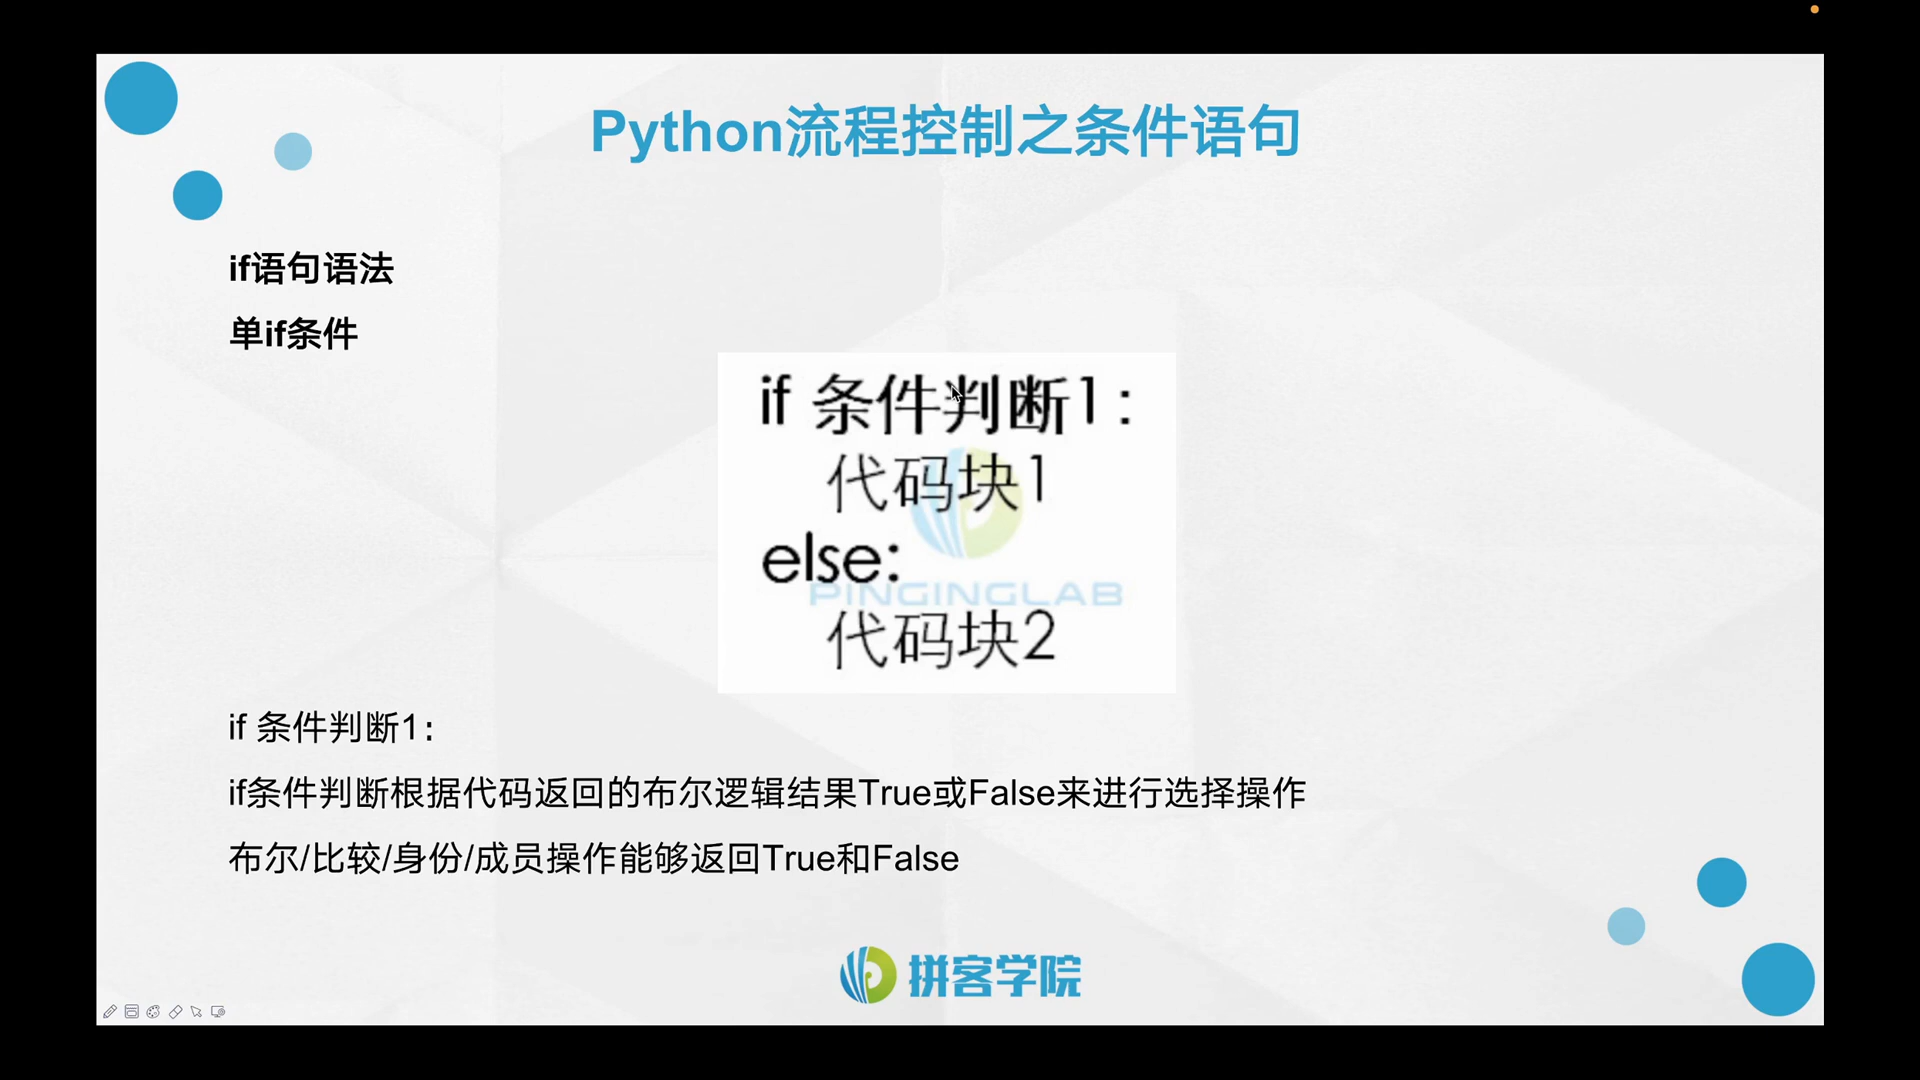 Python流程控制之条件语句
if语句语法
单if条件
if 条件判断1：
代码块1
else:
PINGINGLAB
代码块2
if 条件判断1：
if条件判断根据代码返回的布尔逻辑结果True或False来进行选择操作
布尔/比较/身份/成员操作能够返回True和False
拼客学院